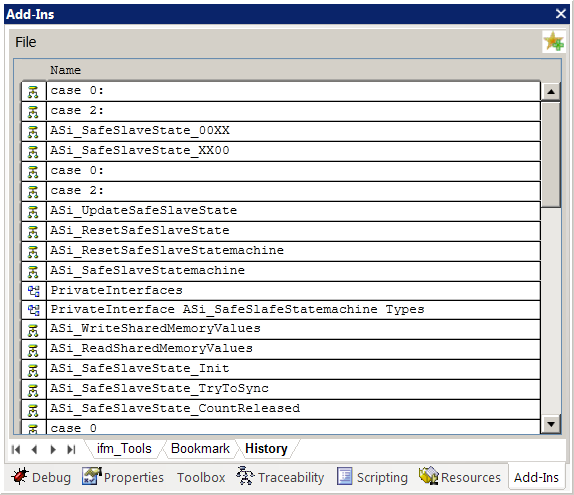 Add-Ins
File
Name
case 0:
case 2:
ASi_SafeSlaveState_00XX
ASi_SafeSlaveState_XX00
case 0:
case 2:
ASi_UpdateSafeSlaveState
ASi_ResetSafeSlaveState
ASi_ResetSafeSlaveStatemachine
ASi_SafeSlaveStatemachine
PrivateInterfaces
PrivateInterface ASi_SafeSlafeStatemachine Types
ASi_WriteSharedMemoryValues
ASi_ReadSharedMemoryValues
ASi_SafeSlaveState_Init
ASi_SafeSlaveState_TryToSync
ASi_SafeSlaveState_CountReleased
case 0
ifm_Tools Bookmark History
Debug Properties Toolbox Traceability Scripting Resources Add-Ins